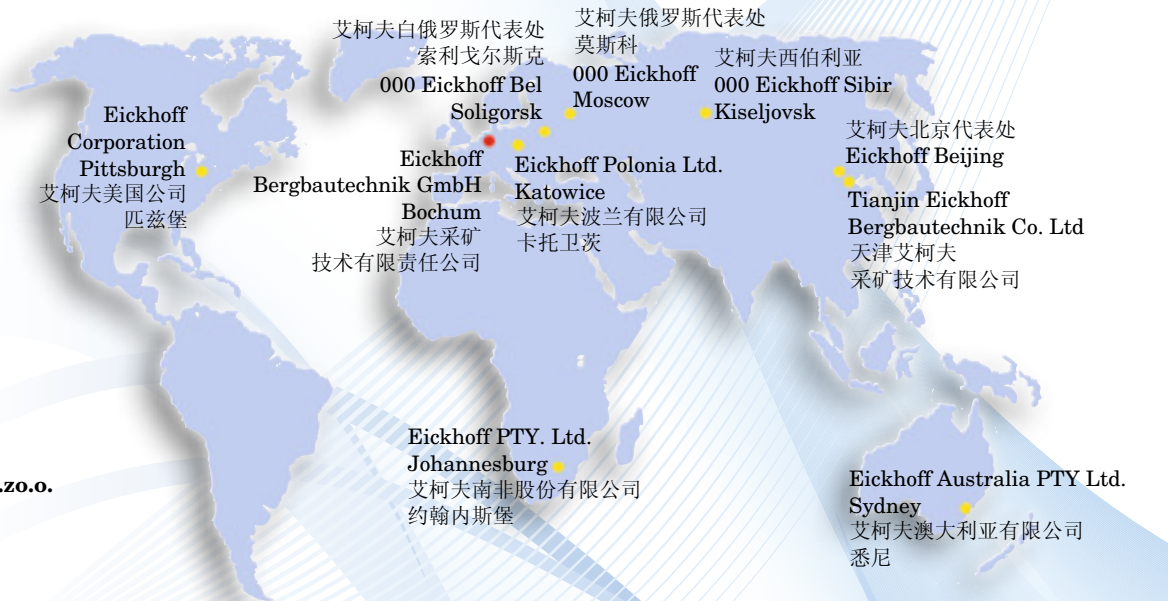 艾柯夫白俄罗斯代表处
索利戈尔斯克
000 Eickhoff Bel
Soligorsk
艾柯夫俄罗斯代表处
莫斯科
000 Eickhoff
Moscow
艾柯夫西伯利亚
000 Eickhoff Sibir
Kiseljovsk
Eickhoff
Corporation
Pittsburgh
艾柯夫美国公司
匹兹堡
Eickhoff
Bergbautechnik GmbH
Bochum
艾柯夫采矿
技术有限责任公司
Eickhoff Polonia Ltd.
Katowice
艾柯夫波兰有限公司
卡托卫茨
艾柯夫北京代表处
Eickhoff Beijing
Tianjin Eickhoff
Bergbautechnik Co. Ltd
天津艾柯夫
采矿技术有限公司
Eickhoff PTY. Ltd.
Johannesburg
艾柯夫南非股份有限公司
约翰内斯堡
.zo.o.
Eickhoff Australia PTY Ltd.
Sydney
艾柯夫澳大利亚有限公司
悉尼